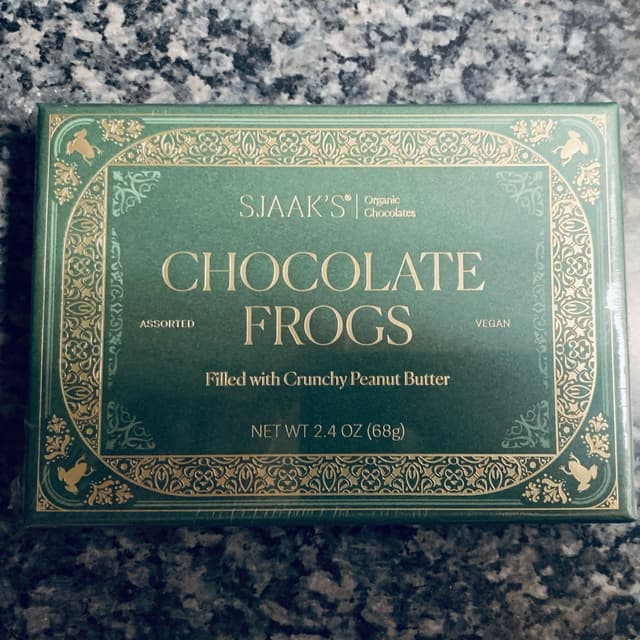 SJAAK'S® | Organic
Chocolates
CHOCOLATE
FROGS
ASSORTED
VEGAN
Filled with Crunchy Peanut Butter
NET WT 2.4 OZ (68g)